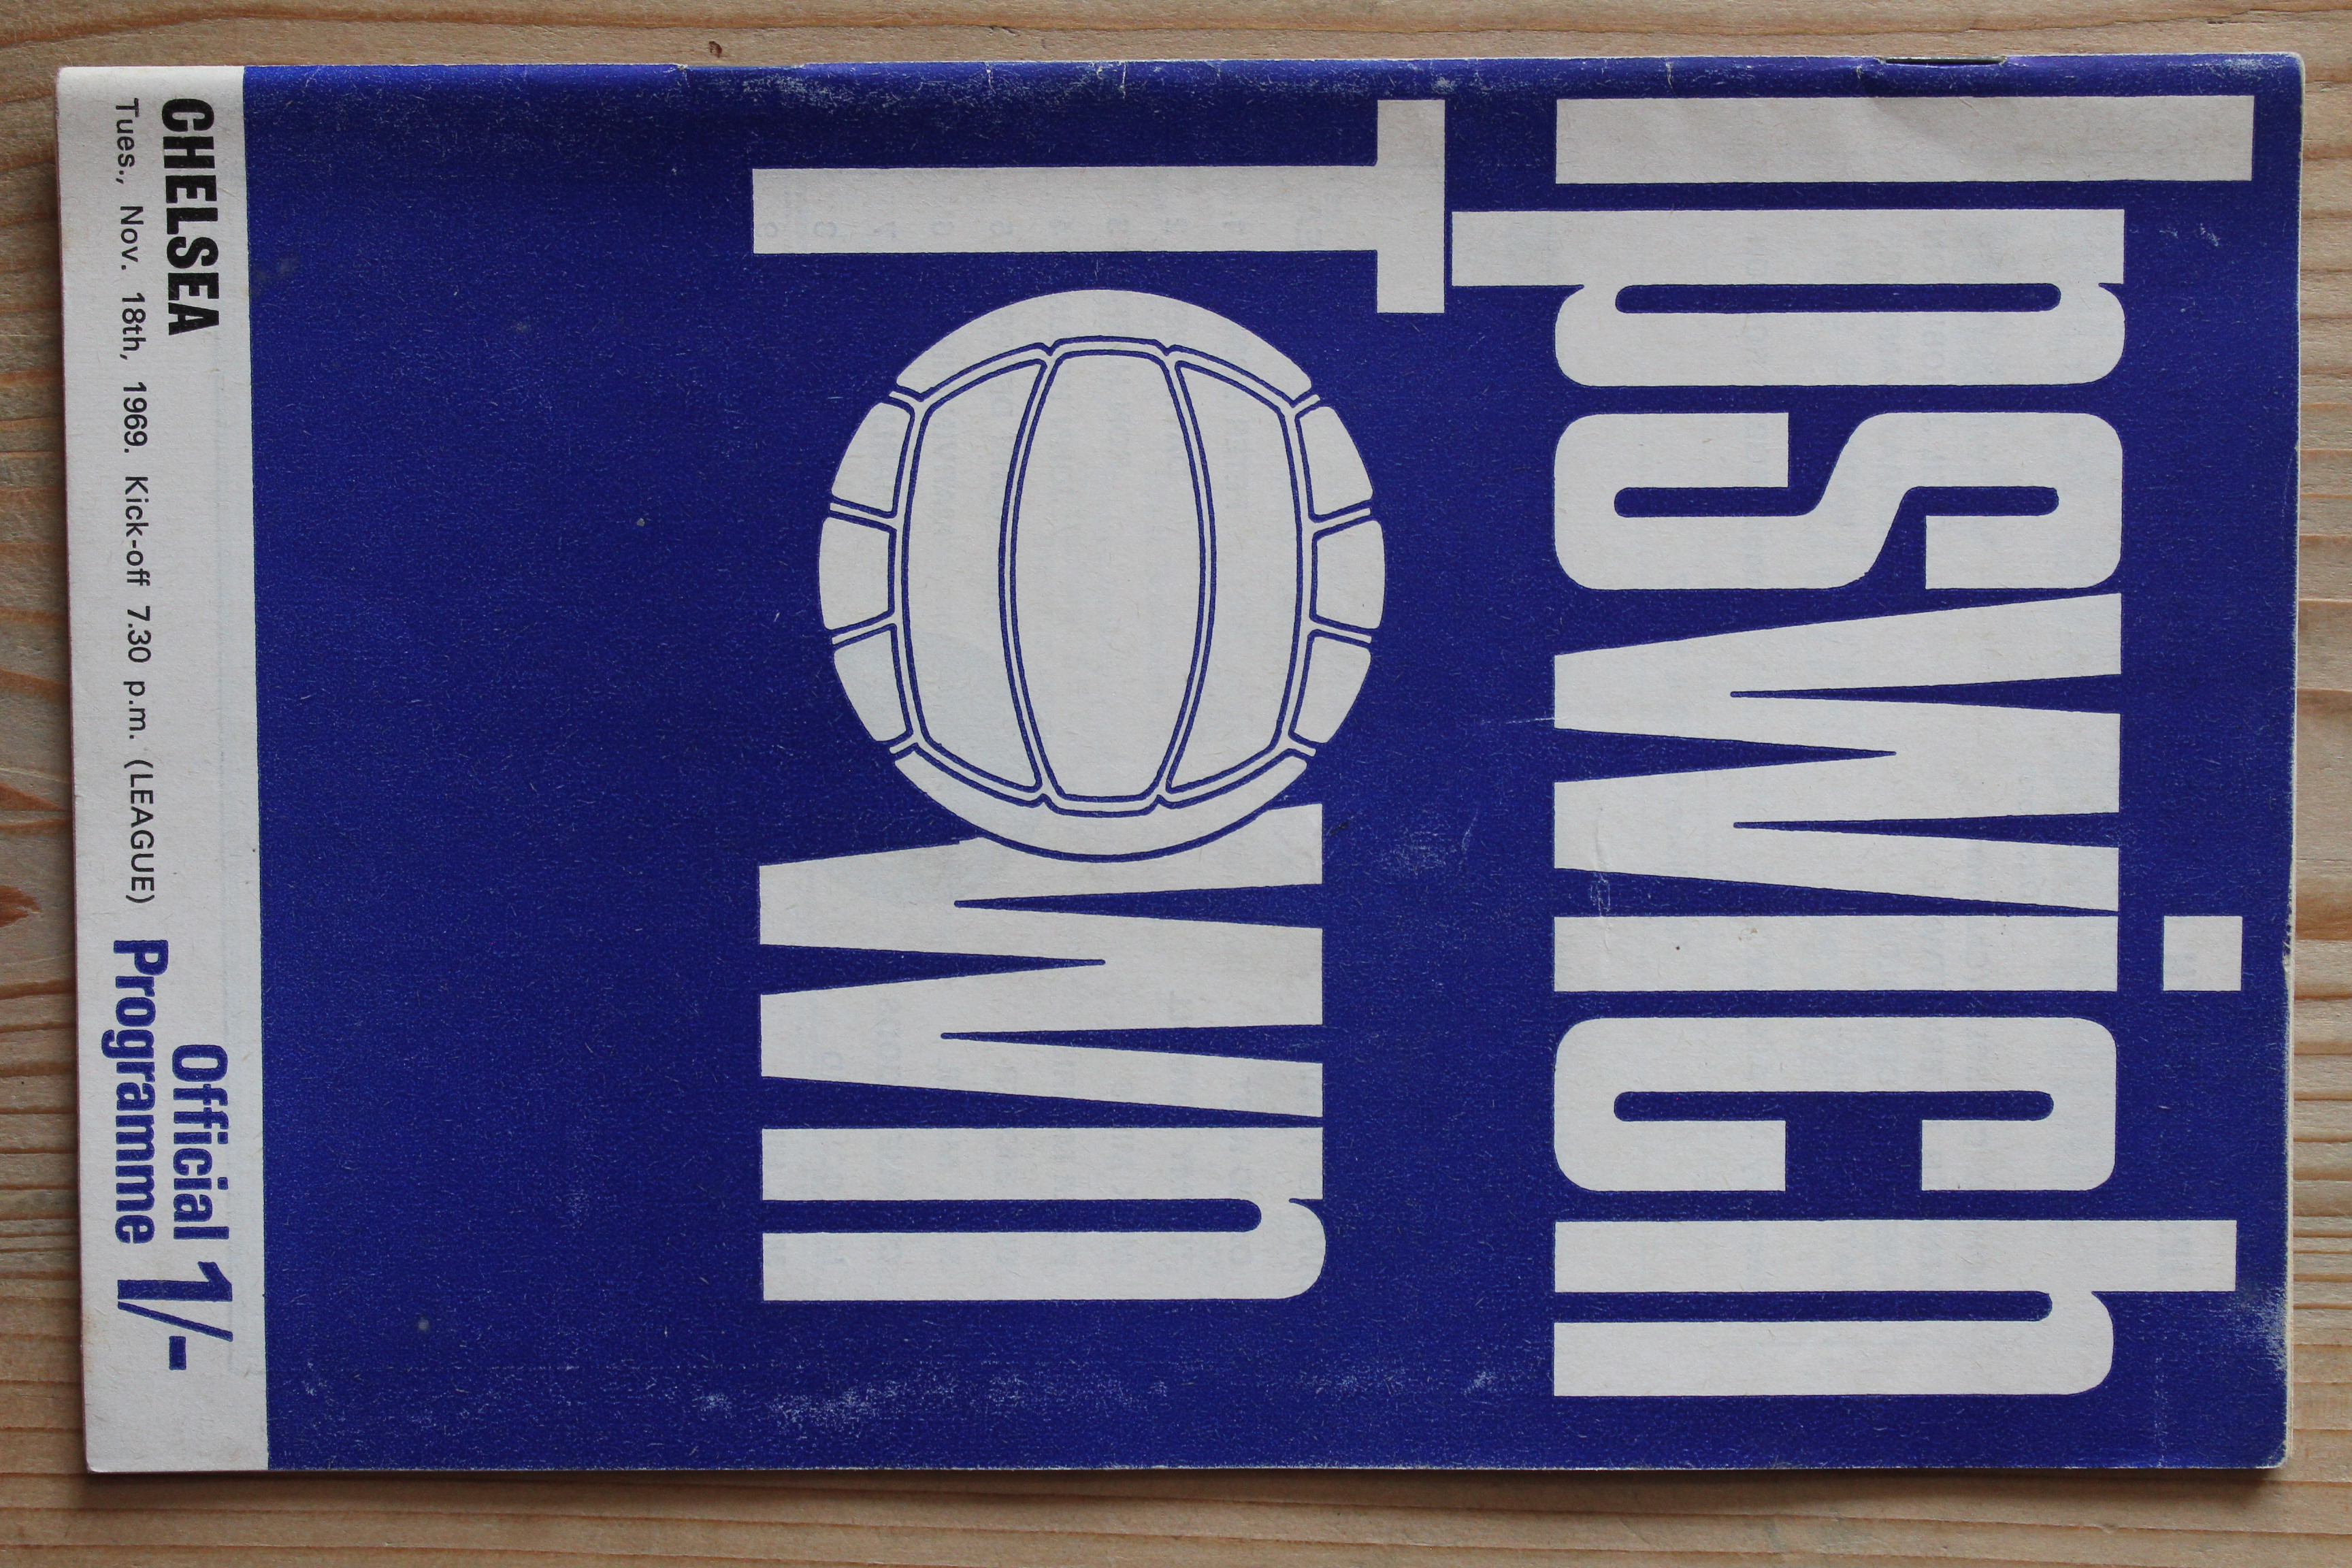 Ipswich
Town
CHELSEA
Tues., Nov. 18th, 1969. Kick-off 7.30 p.m. (LEAGUE)
Official
Programme
1/-